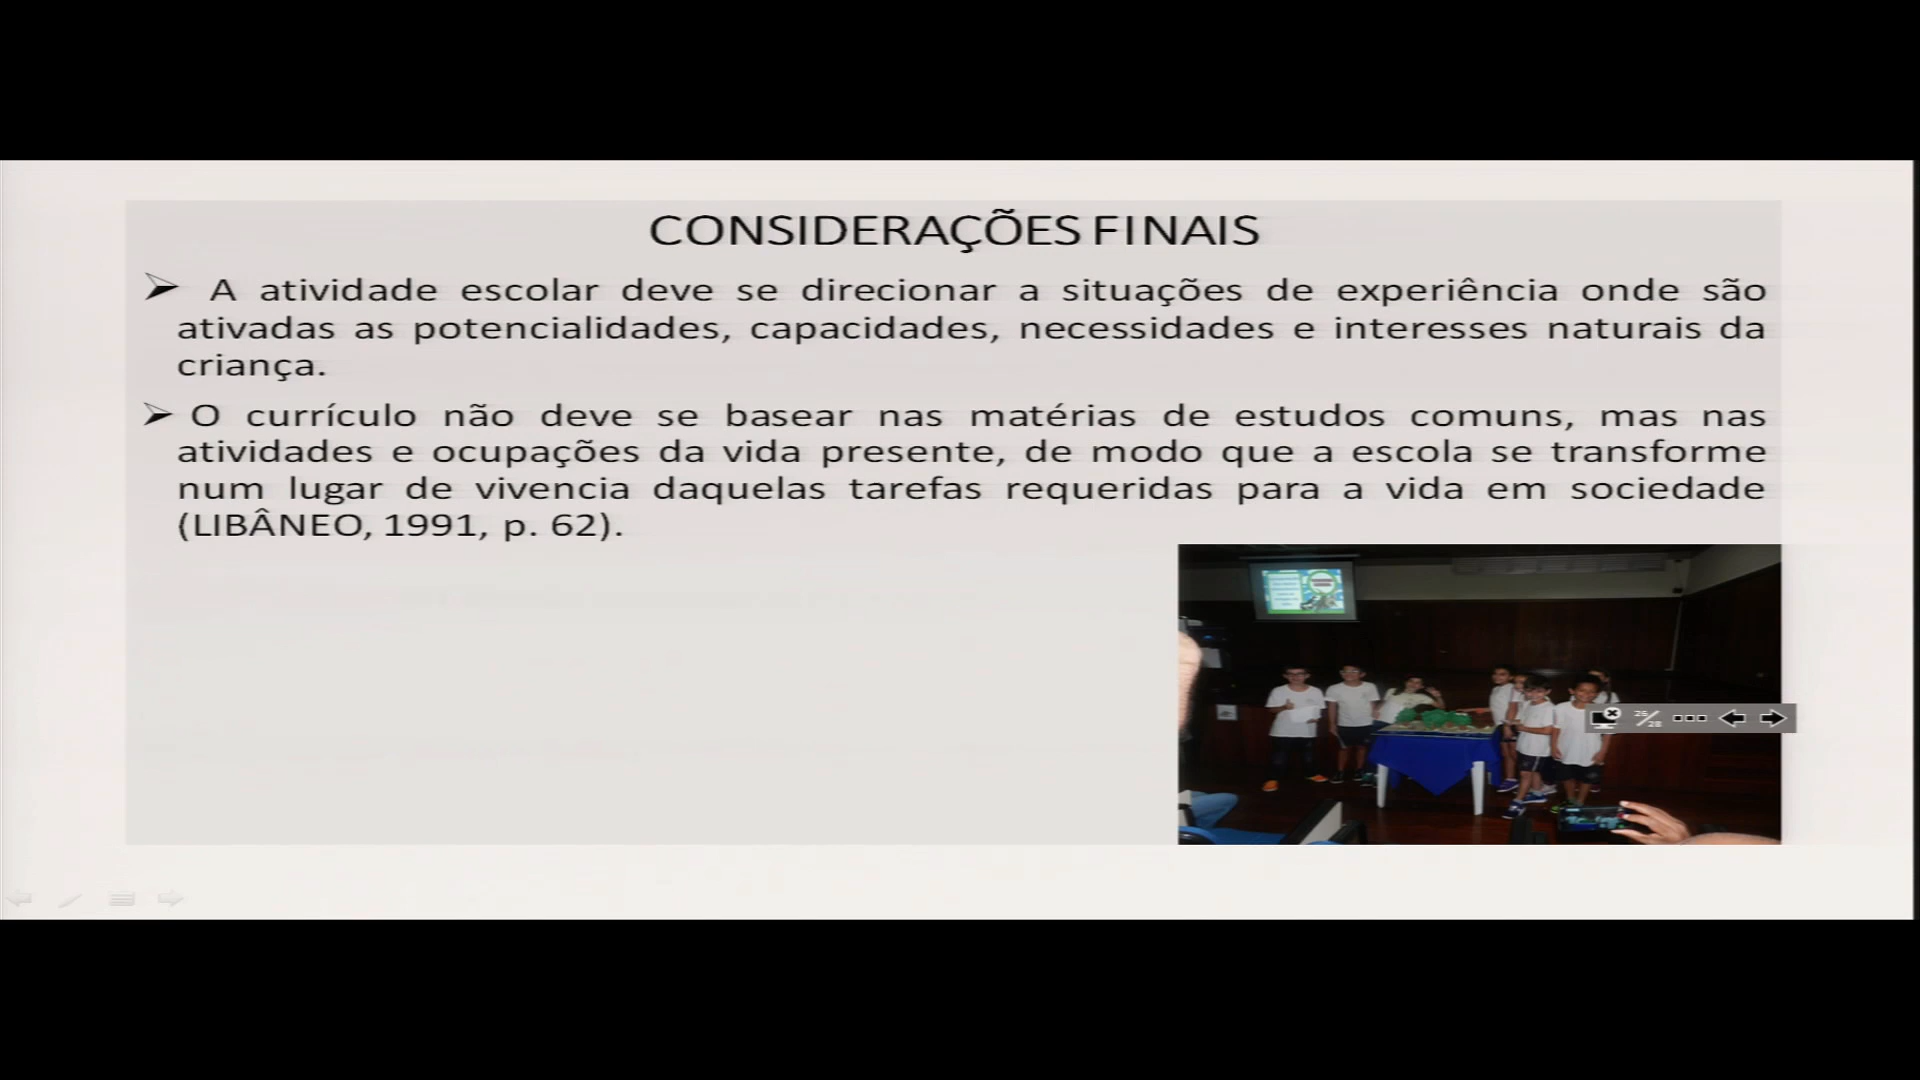 CONSIDERAÇÕES FINAIS
A atividade escolar deve se direcionar a situações de experiência onde são
ativadas as potencialidades, capacidades, necessidades e interesses naturais da
criança.
O currículo não deve se basear nas matérias de estudos comuns, mas nas
atividades e ocupações da vida presente, de modo que a escola se transforme
num lugar de vivencia daquelas tarefas requeridas para a vida em sociedade
(LIBÂNEO, 1991, p. 62).